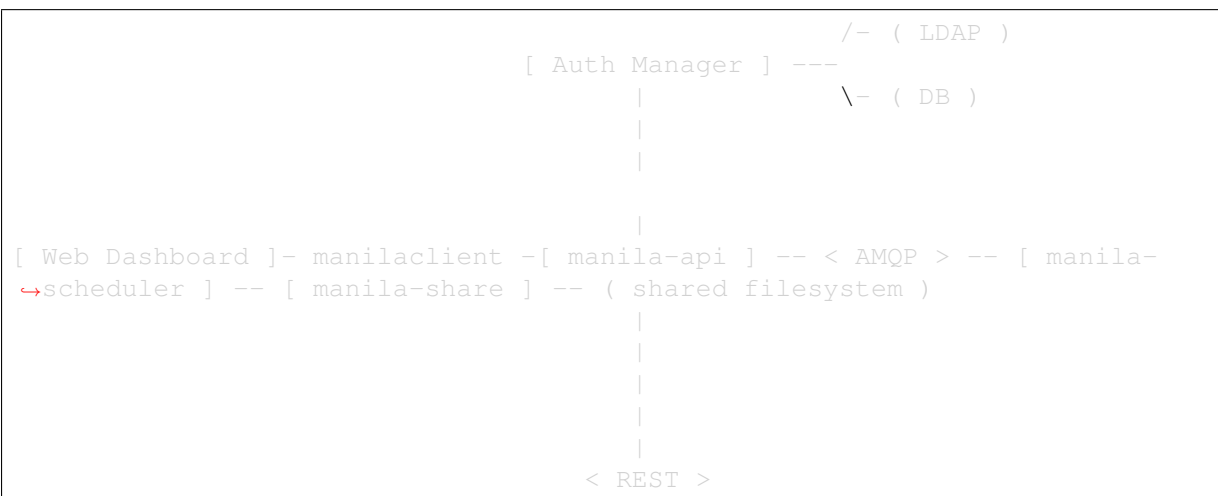 /- ( LDAP )
[ Auth Manager ] ---
| \- ( DB )
|
|
|
[ Web Dashboard ]- manilaclient -[ manila-api ] -- < AMQP > -- [ manila-
↪scheduler ] -- [ manila-share ] -- ( shared filesystem )
|
|
|
|
|
< REST >